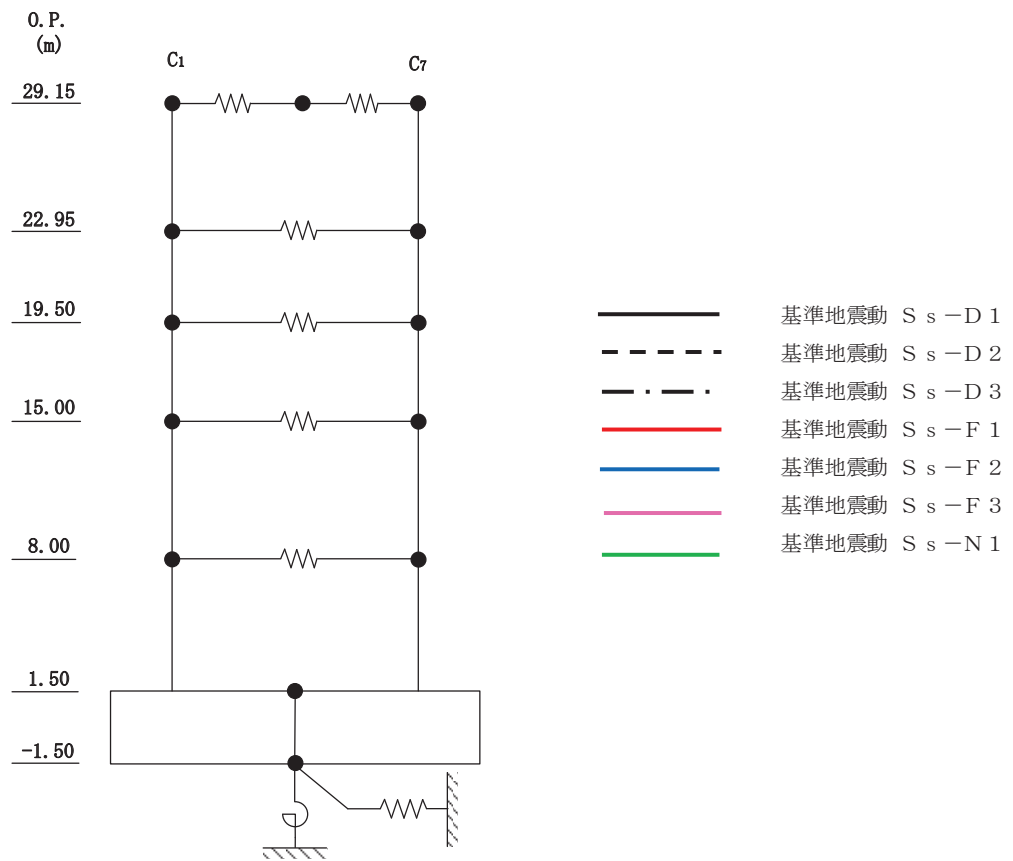 O.P.
(m)
C1
C7
29.15
22.95
19.50
15.00
8.00
1.50
-1.50
基準地震動 Ｓｓ－Ｄ１
基準地震動 Ｓｓ－Ｄ２
基準地震動 Ｓｓ－Ｄ３
基準地震動 Ｓｓ－Ｆ１
基準地震動 Ｓｓ－Ｆ２
基準地震動 Ｓｓ－Ｆ３
基準地震動 Ｓｓ－Ｎ１